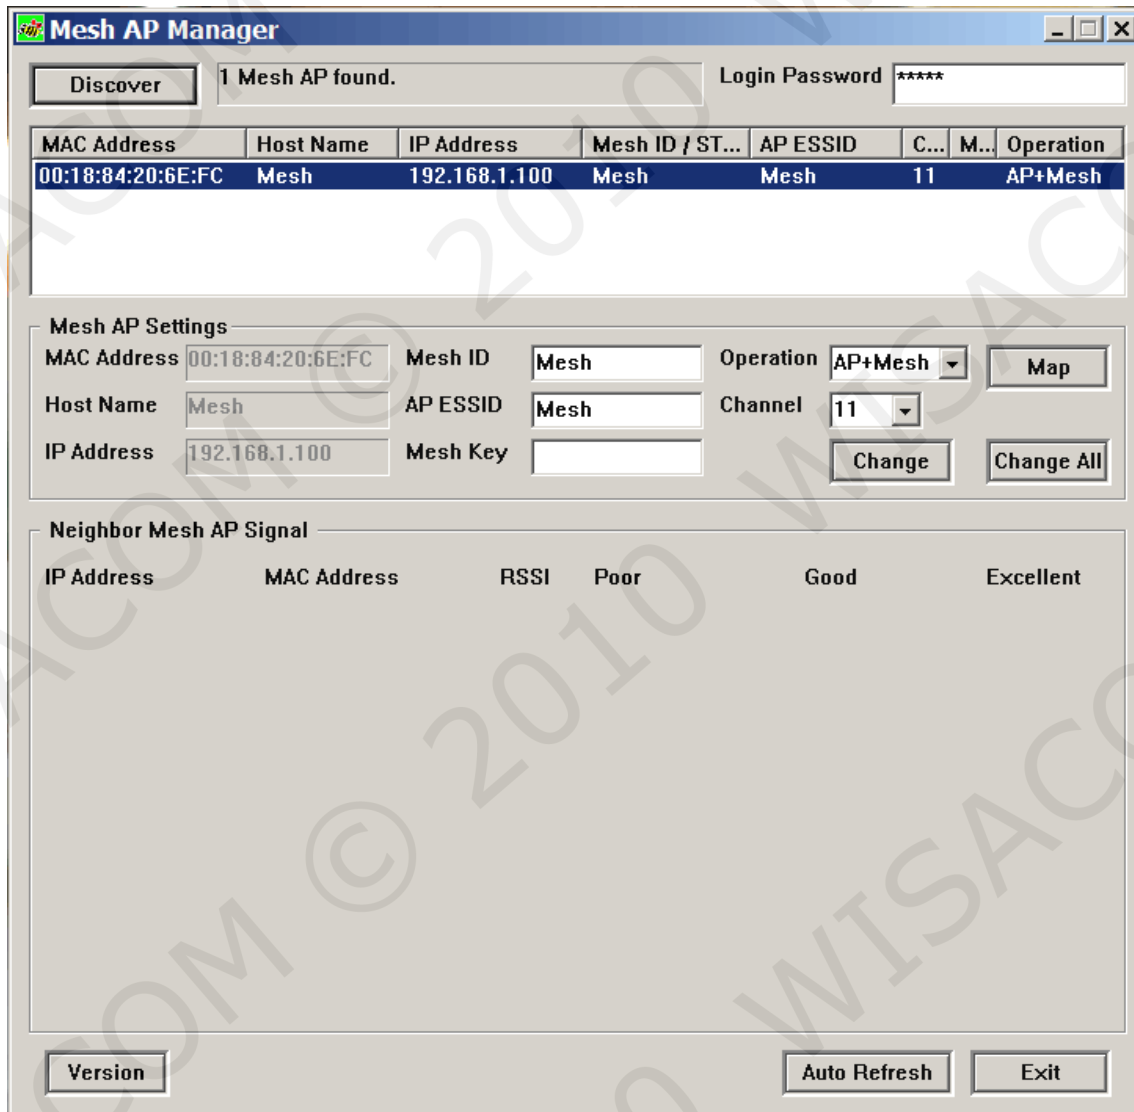 Mesh AP Manager
Discover 1 Mesh AP found. Login Password *****
MAC Address Host Name IP Address Mesh ID / ST... AP ESSID C... M... Operation
00:18:84:20:6E:FC Mesh 192.168.1.100 Mesh Mesh 11 AP+Mesh
Mesh AP Settings
MAC Address 00:18:84:20:6E:FC Mesh ID Mesh Operation AP+Mesh Map
Host Name Mesh AP ESSID Mesh Channel 11
IP Address 192.168.1.100 Mesh Key Change Change All
Neighbor Mesh AP Signal
IP Address MAC Address RSSI Poor Good Excellent
Version Auto Refresh Exit
WISACOM © 2010 WISACOM